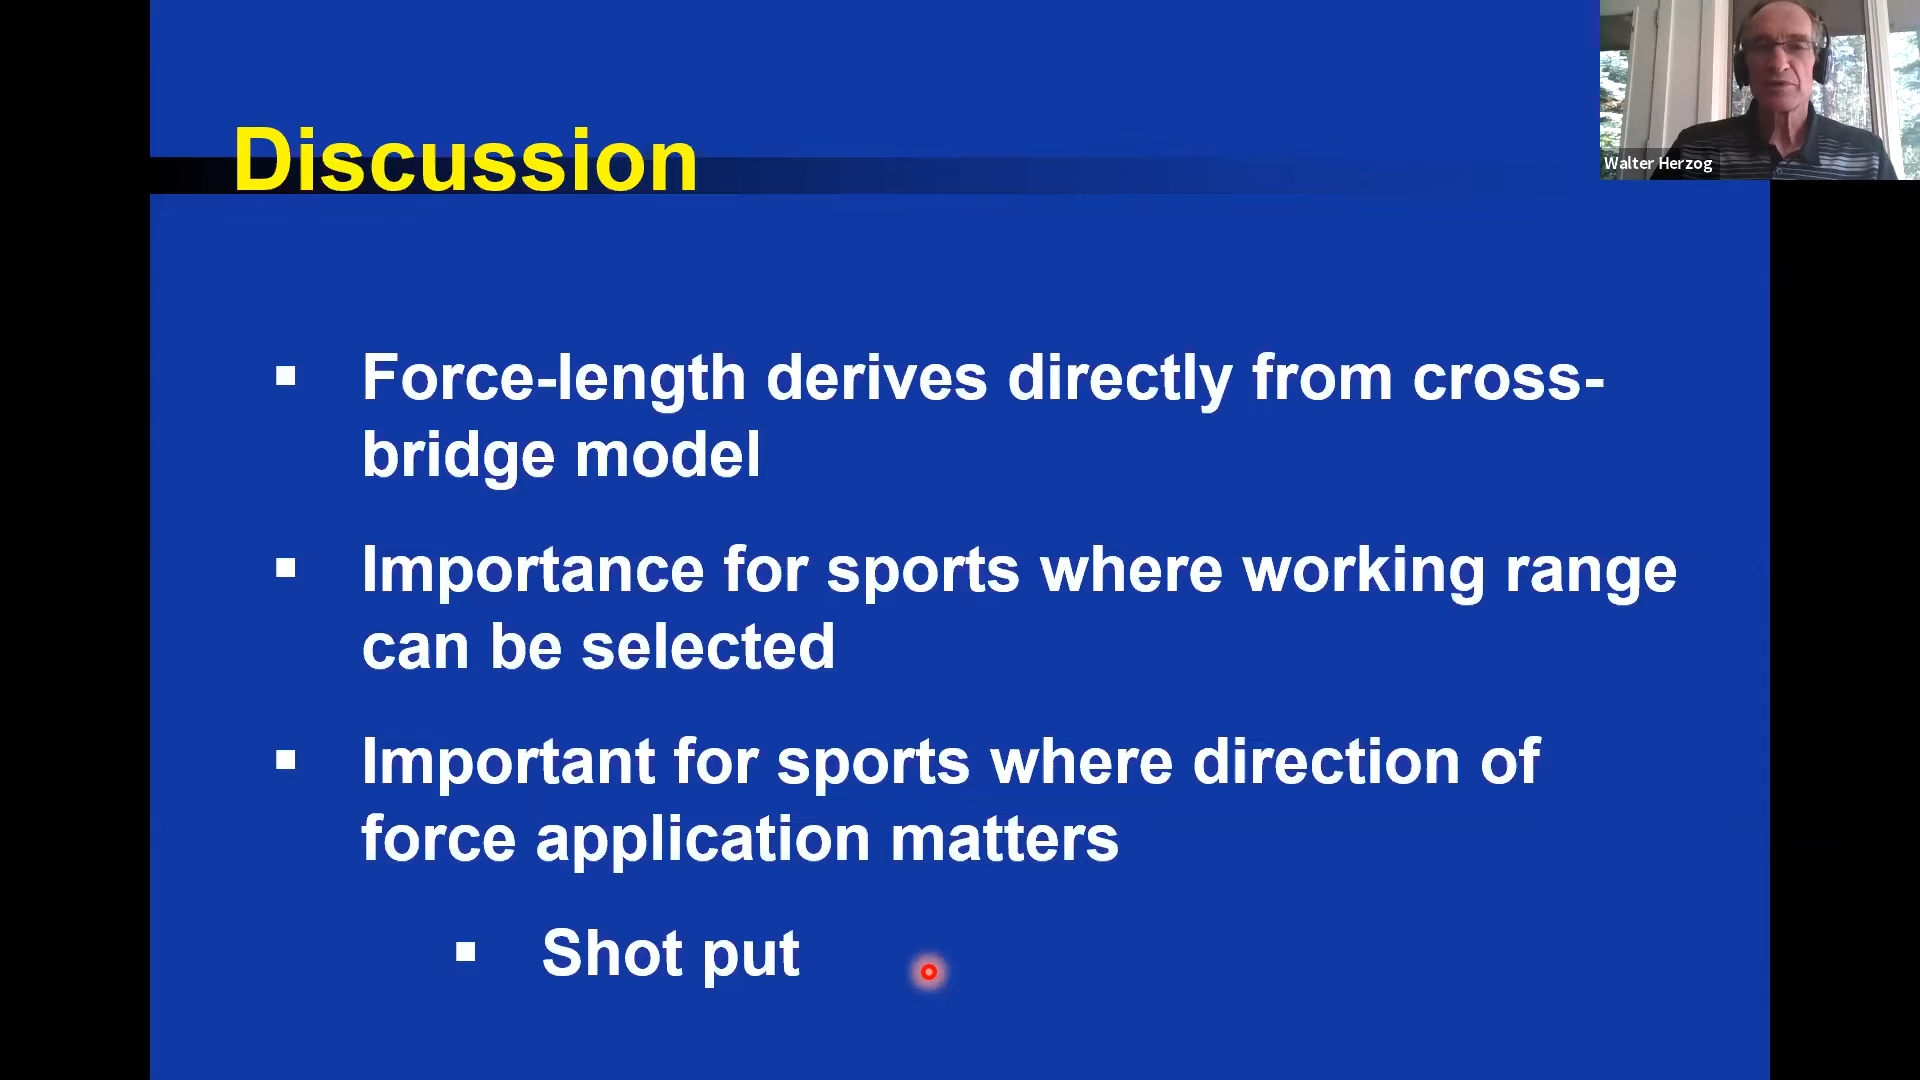 Walter Herzog
Discussion
Force-length derives directly from cross-
bridge model
Importance for sports where working range
can be selected
Important for sports where direction of
force application matters
Shot put